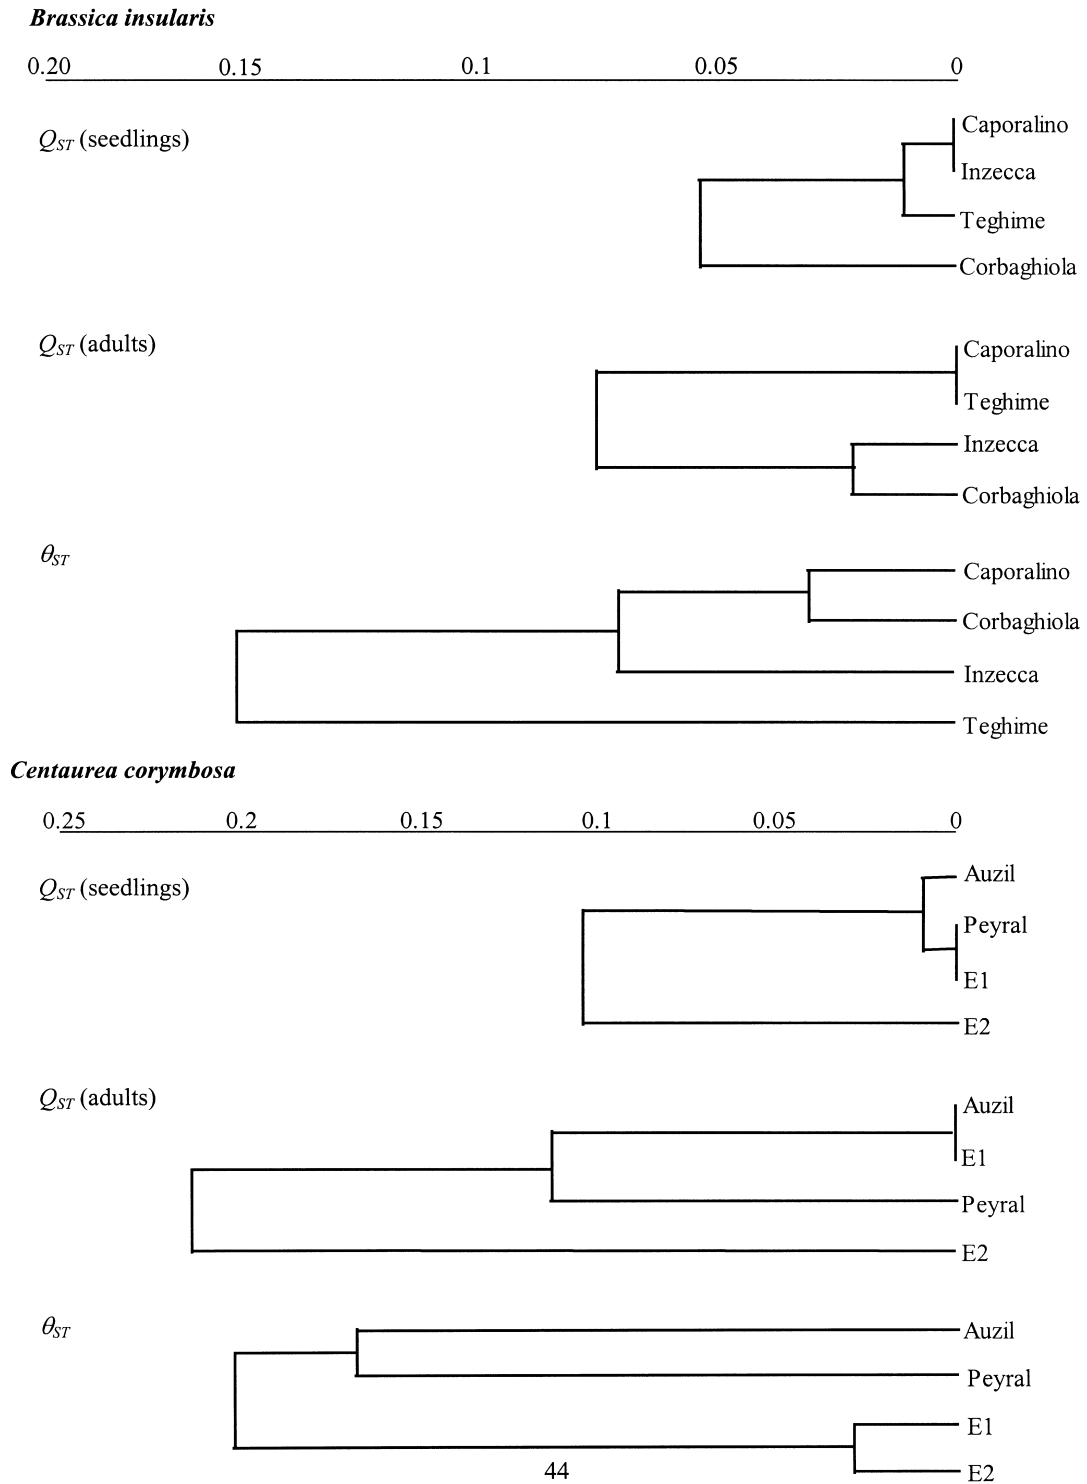 Brassica insularis
0.20 0.15 0.1 0.05 0
QST (seedlings)
Caporalino
Inzecca
Teghime
Corbaghiola
QST (adults)
Caporalino
Teghime
Inzecca
Corbaghiola
θST
Caporalino
Corbaghiola
Inzecca
Teghime
Centaurea corymbosa
0.25 0.2 0.15 0.1 0.05 0
QST (seedlings)
Auzil
Peyral
E1
E2
QST (adults)
Auzil
E1
Peyral
E2
θST
Auzil
Peyral
E1
E2
44